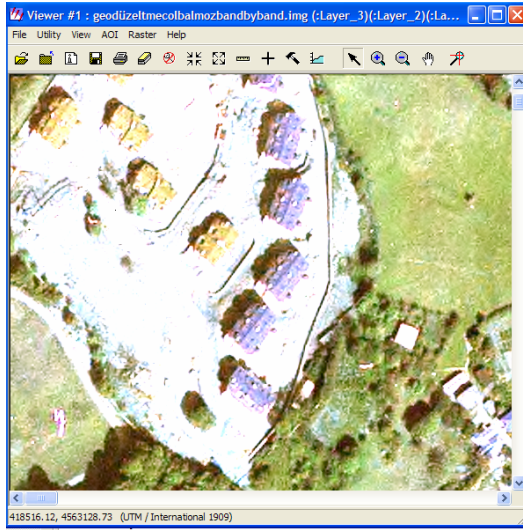 Viewer #1 : geodüzeltmecolbalmozbandbyband.img (:Layer_3)(:Layer_2)(:La...
File Utility View AOI Raster Help
418516.12, 4563128.73 (UTM / International 1909)